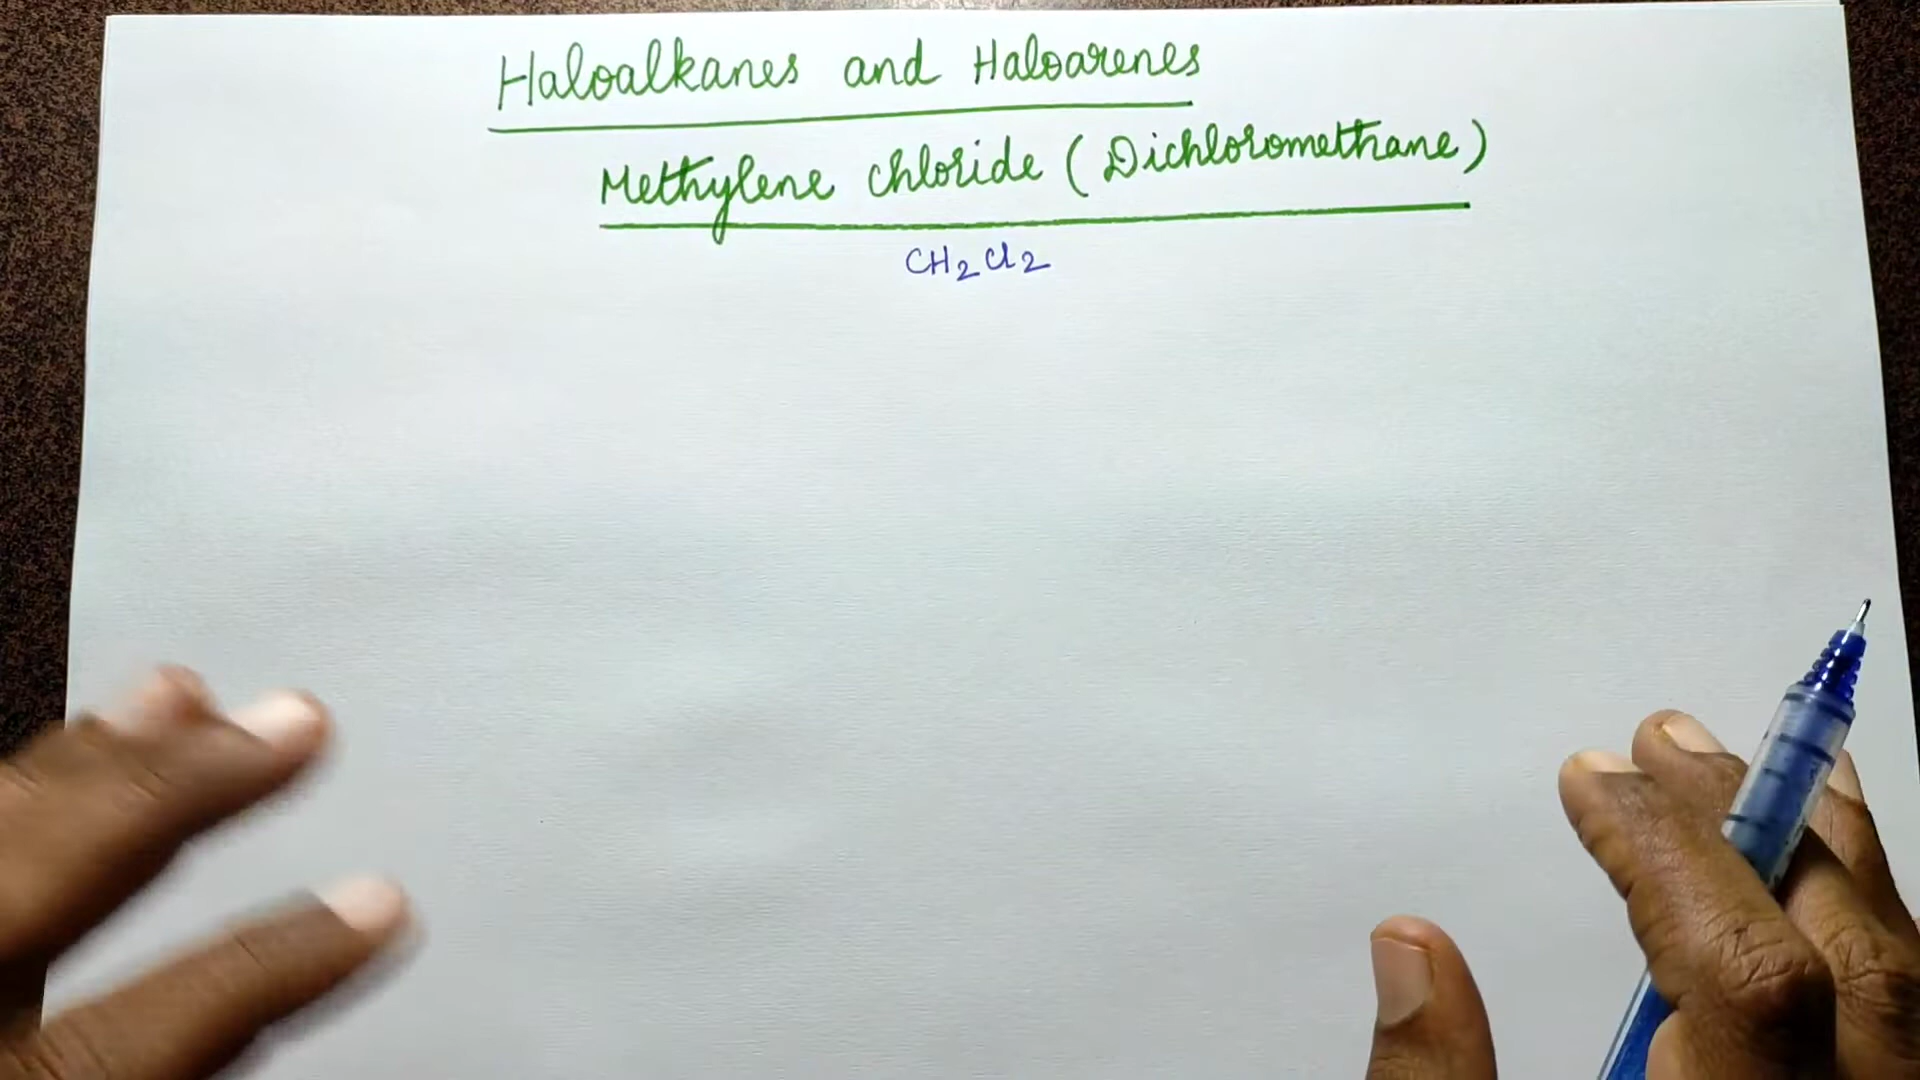 Haloalkanes and Haloarenes
Methylene chloride (Dichloromethane)
CH₂Cl₂